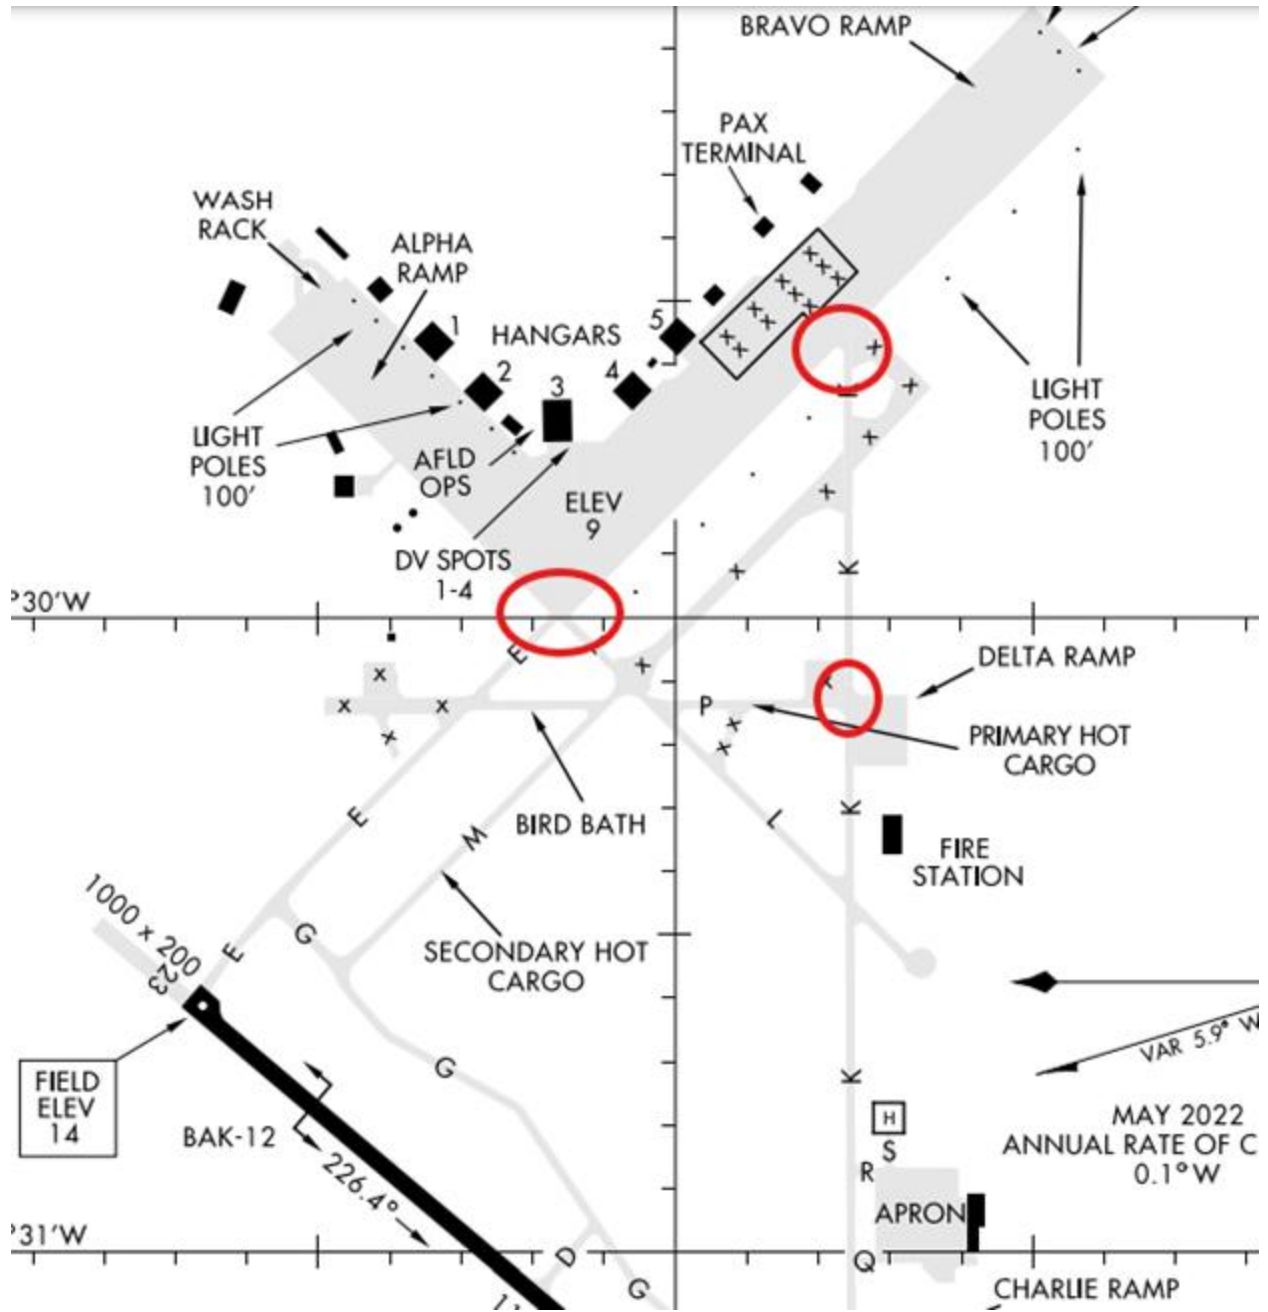 BRAVO RAMP
PAX
TERMINAL
WASH
RACK
ALPHA
RAMP
1
HANGARS
5
2
3
4
LIGHT
POLES
100'
AFLD
OPS
ELEV
9
DV SPOTS
1-4
LIGHT
POLES
100'
K
K
°30'W
E
DELTA RAMP
P
PRIMARY HOT
CARGO
E
BIRD BATH
W
L
K
FIRE
STATION
1000 x 200
E
G
SECONDARY HOT
CARGO
23
VAR 5.9° W
FIELD
ELEV
14
G
K
BAK-12
H
S
MAY 2022
ANNUAL RATE OF C
0.1°W
226.4°
R
APRON
°31'W
D
Q
G
CHARLIE RAMP
11